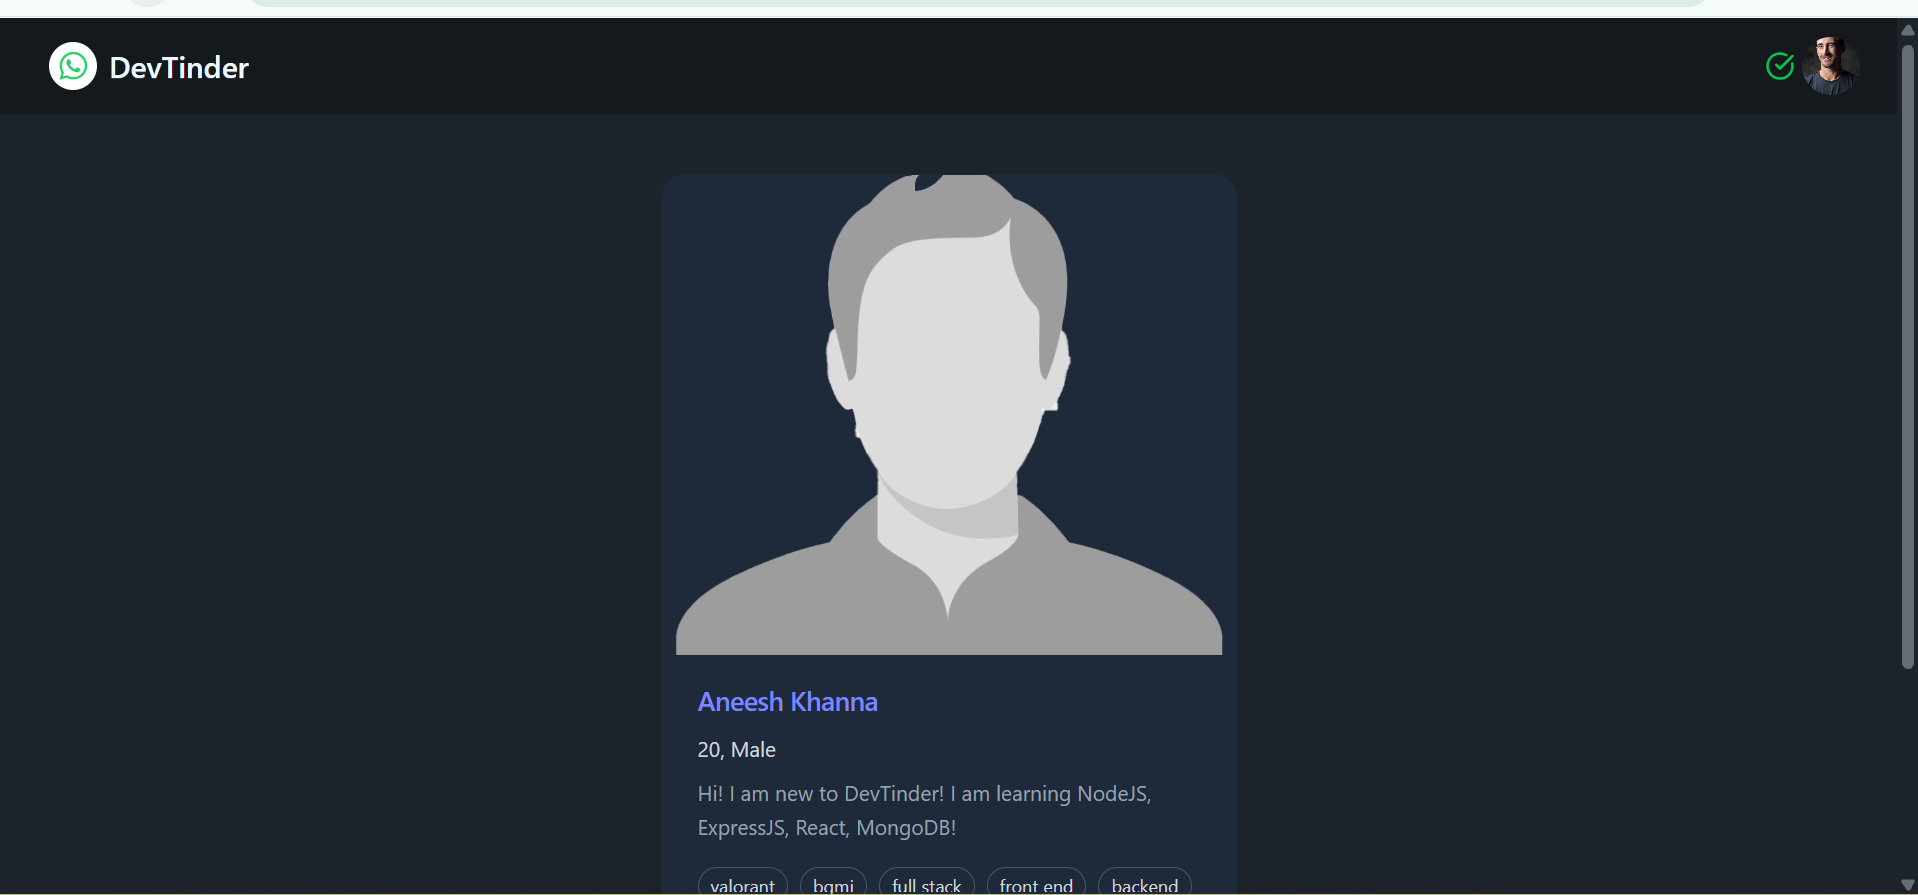 DevTinder
Aneesh Khanna
20, Male
Hi! I am new to DevTinder! I am learning NodeJS,
ExpressJS, React, MongoDB!
valorant bgmi full stack front end backend